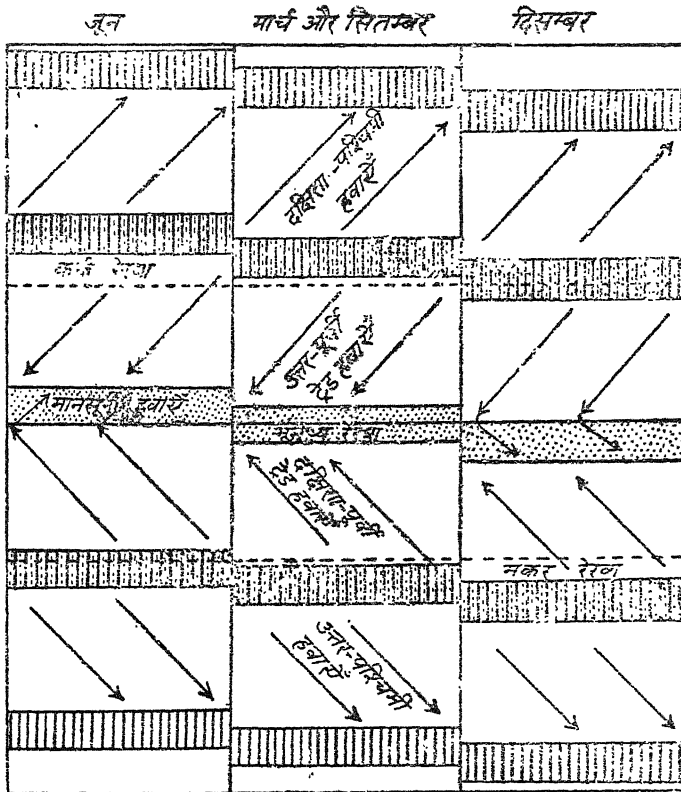 जून
मार्च और सितम्बर
दिसम्बर
दक्षिण-पश्चिमी
हवायें
कर्क रेखा
उत्तर-पूर्वी
ट्रेड हवायें
मानसूनी हवायें
रेखा
दक्षिण-पूर्वी
ट्रेड हवायें
मकर रेखा
उत्तर-पश्चिमी
हवायें